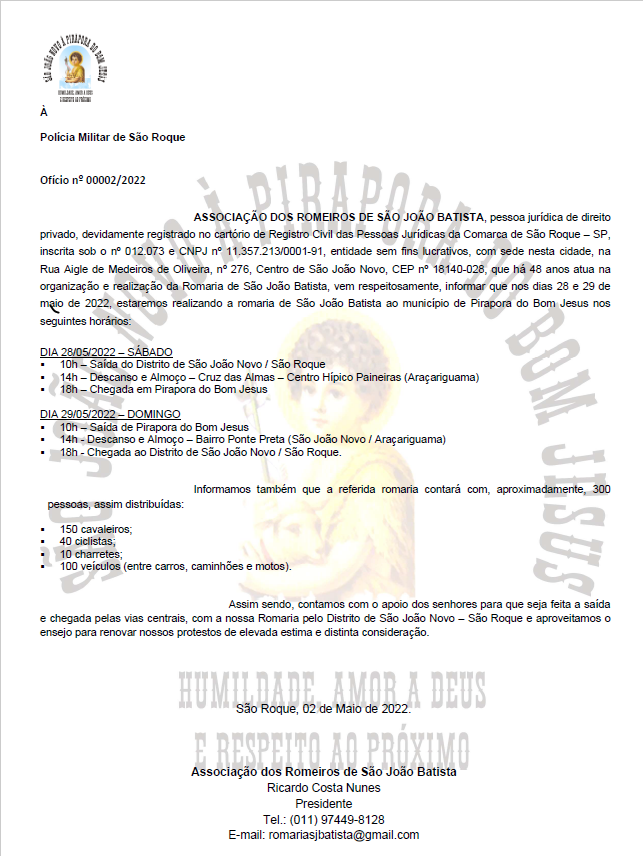 SÃO JOÃO NOVO À PIRAPORA DO BOM JESUS
HUMILDADE, AMOR A DEUS
E RESPEITO AO PRÓXIMO
À
Polícia Militar de São Roque
Ofício nº 00002/2022
ASSOCIAÇÃO DOS ROMEIROS DE SÃO JOÃO BATISTA, pessoa jurídica de direito
privado, devidamente registrado no cartório de Registro Civil das Pessoas Jurídicas da Comarca de São Roque – SP,
inscrita sob o nº 012.073 e CNPJ nº 11.357.213/0001-91, entidade sem fins lucrativos, com sede nesta cidade, na
Rua Aigle de Medeiros de Oliveira, nº 276, Centro de São João Novo, CEP nº 18140-028, que há 48 anos atua na
organização e realização da Romaria de São João Batista, vem respeitosamente, informar que nos dias 28 e 29 de
maio de 2022, estaremos realizando a romaria de São João Batista ao município de Pirapora do Bom Jesus nos
seguintes horários:
DIA 28/05/2022 – SÁBADO
▪ 10h – Saída do Distrito de São João Novo / São Roque
▪ 14h – Descanso e Almoço – Cruz das Almas – Centro Hípico Paineiras (Araçariguama)
▪ 18h – Chegada em Pirapora do Bom Jesus
DIA 29/05/2022 – DOMINGO
▪ 10h – Saída de Pirapora do Bom Jesus
▪ 14h - Descanso e Almoço – Bairro Ponte Preta (São João Novo / Araçariguama)
▪ 18h - Chegada ao Distrito de São João Novo / São Roque.
Informamos também que a referida romaria contará com, aproximadamente, 300
pessoas, assim distribuídas:
▪ 150 cavaleiros;
▪ 40 ciclistas;
▪ 10 charretes;
▪ 100 veículos (entre carros, caminhões e motos).
Assim sendo, contamos com o apoio dos senhores para que seja feita a saída
e chegada pelas vias centrais, com a nossa Romaria pelo Distrito de São João Novo – São Roque e aproveitamos o
ensejo para renovar nossos protestos de elevada estima e distinta consideração.
São Roque, 02 de Maio de 2022.
Associação dos Romeiros de São João Batista
Ricardo Costa Nunes
Presidente
Tel.: (011) 97449-8128
E-mail: romariasjbatista@gmail.com
SÃO JOÃO NOVO À PIRAPORA DO BOM JESUS
HUMILDADE, AMOR A DEUS
E RESPEITO AO PRÓXIMO